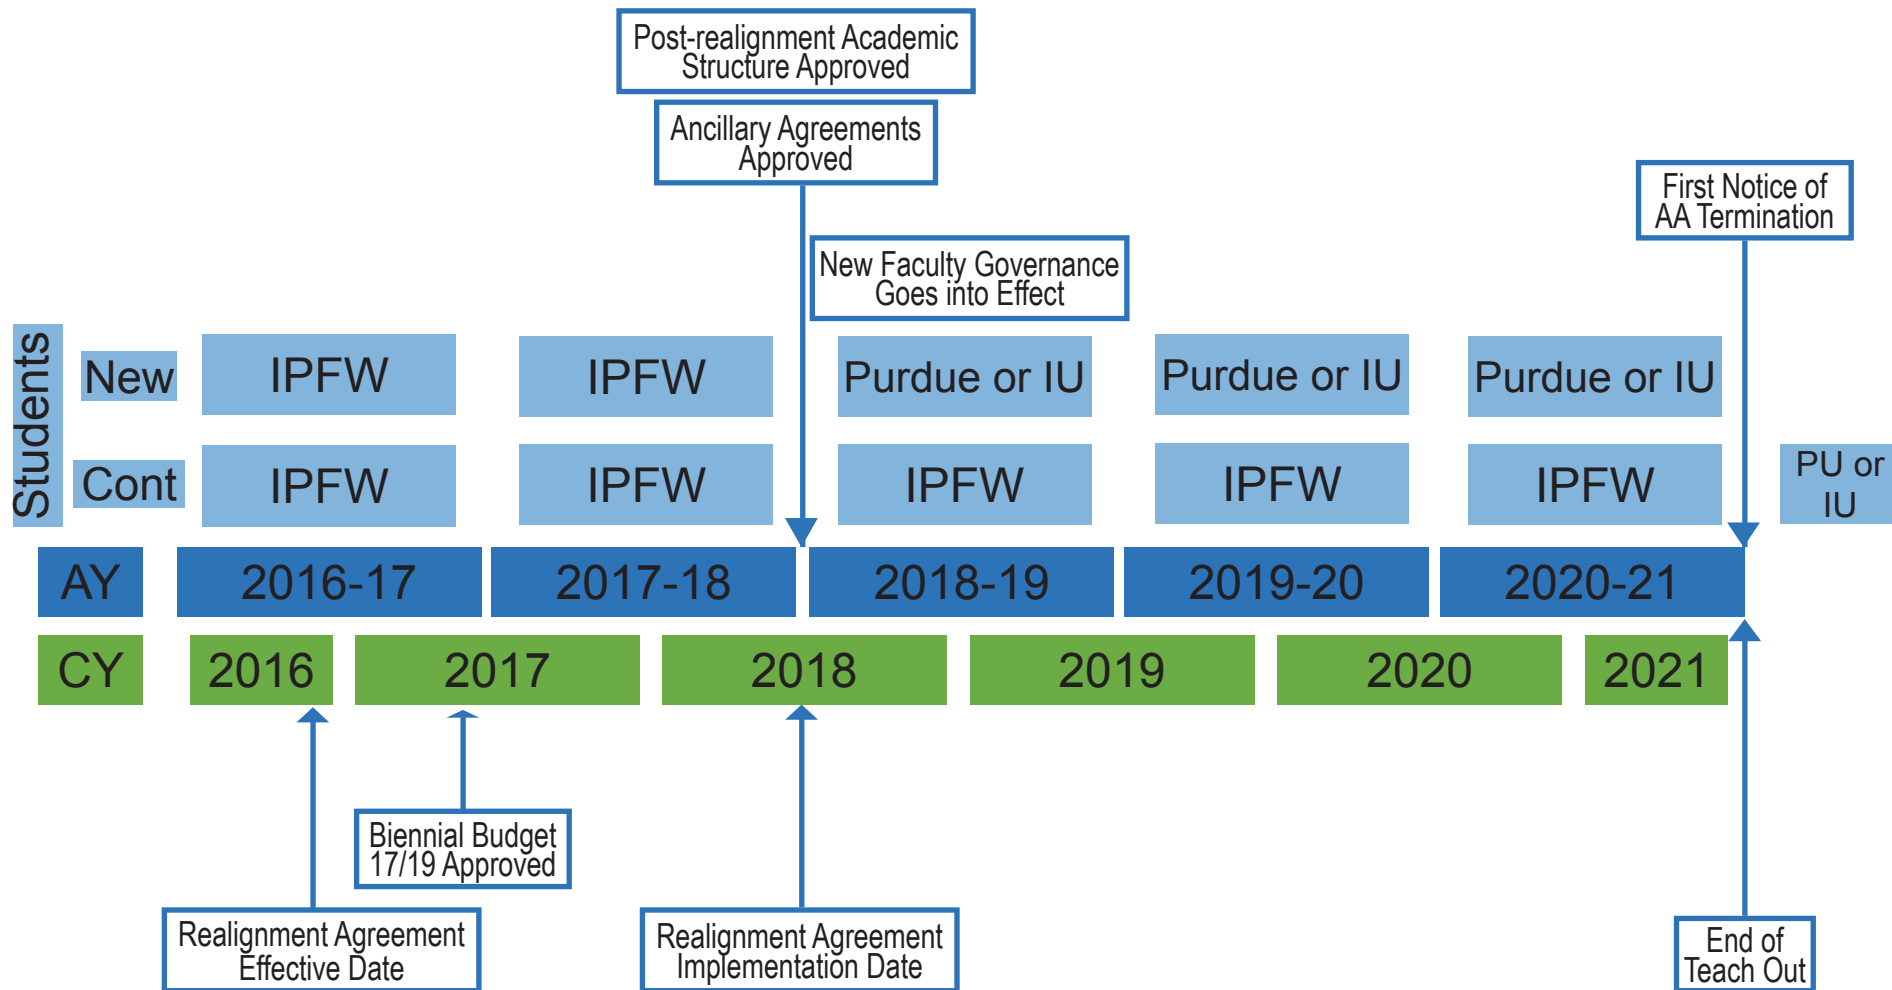 Post-realignment Academic
Structure Approved
Ancillary Agreements
Approved
First Notice of
AA Termination
New Faculty Governance
Goes into Effect
Students
New
IPFW
IPFW
Purdue or IU
Purdue or IU
Purdue or IU
Cont
IPFW
IPFW
IPFW
IPFW
IPFW
PU or
IU
AY
2016-17
2017-18
2018-19
2019-20
2020-21
CY
2016
2017
2018
2019
2020
2021
Biennial Budget
17/19 Approved
Realignment Agreement
Effective Date
Realignment Agreement
Implementation Date
End of
Teach Out